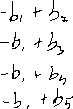 -b₁ + b₂
-b₁ + b₃
-b₁ + b₄
-b₁ + b₅